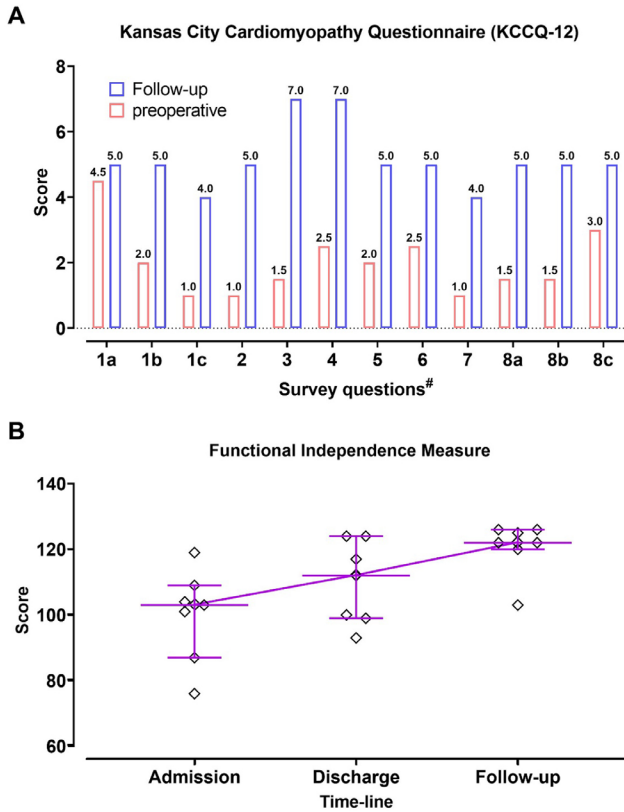 A
Kansas City Cardiomyopathy Questionnaire (KCCQ-12)
8
6
4
2
0
Score
Follow-up
preoperative
4.5 5.0 2.0 5.0 1.0 4.0 1.0 5.0 1.5 7.0 2.5 7.0 2.0 5.0 2.5 5.0 1.0 4.0 1.5 5.0 1.5 5.0 3.0 5.0
1a 1b 1c 2 3 4 5 6 7 8a 8b 8c
Survey questions#
B
Functional Independence Measure
140
120
100
80
60
Score
Admission Discharge Follow-up
Time-line